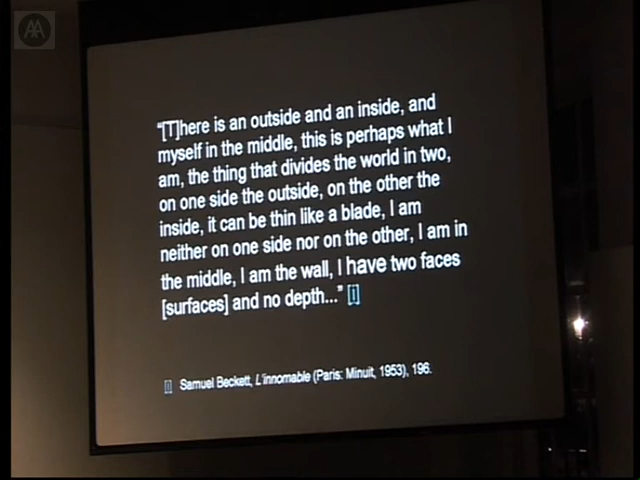 AA
"[T]here is an outside and an inside, and
myself in the middle, this is perhaps what I
am, the thing that divides the world in two,
on one side the outside, on the other the
inside, it can be thin like a blade, I am
neither on one side nor on the other, I am in
the middle, I am the wall, I have two faces
[surfaces] and no depth..." [i]
[i] Samuel Beckett, L'innomable (Paris: Minuit, 1953), 196.